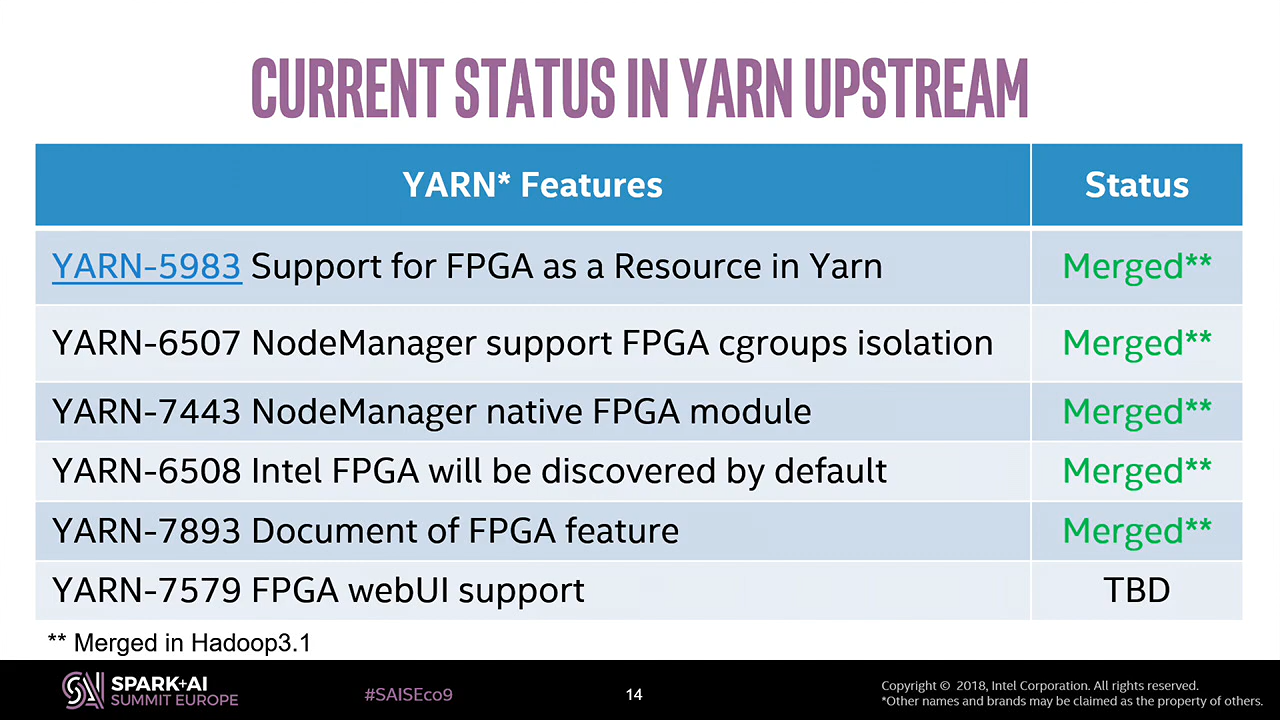 CURRENT STATUS IN YARN UPSTREAM
YARN* Features Status
YARN-5983 Support for FPGA as a Resource in Yarn Merged**
YARN-6507 NodeManager support FPGA cgroups isolation Merged**
YARN-7443 NodeManager native FPGA module Merged**
YARN-6508 Intel FPGA will be discovered by default Merged**
YARN-7893 Document of FPGA feature Merged**
YARN-7579 FPGA webUI support TBD
** Merged in Hadoop3.1
SPARK+AI
SUMMIT EUROPE
#SAISEco9
14
Copyright © 2018, Intel Corporation. All rights reserved.
*Other names and brands may be claimed as the property of others.